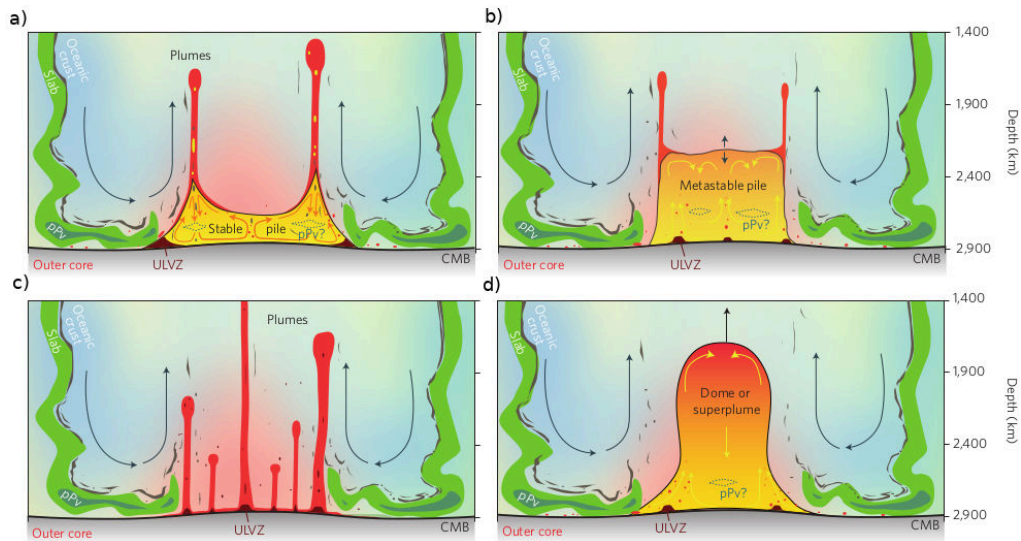 a)
Oceanic
crust
Slab
Plumes
pPv
Stable pile
pPv?
Outer core
ULVZ
CMB
b)
Oceanic
crust
Slab
Metastable pile
pPv?
pPv
ULVZ
CMB
1,400
1,900
2,400
2,900
Depth (km)
c)
Oceanic
crust
Slab
Plumes
pPv
Outer core
ULVZ
CMB
d)
Oceanic
crust
Slab
Dome or
superplume
pPv?
pPv
Outer core
ULVZ
CMB
1,400
1,900
2,400
2,900
Depth (km)